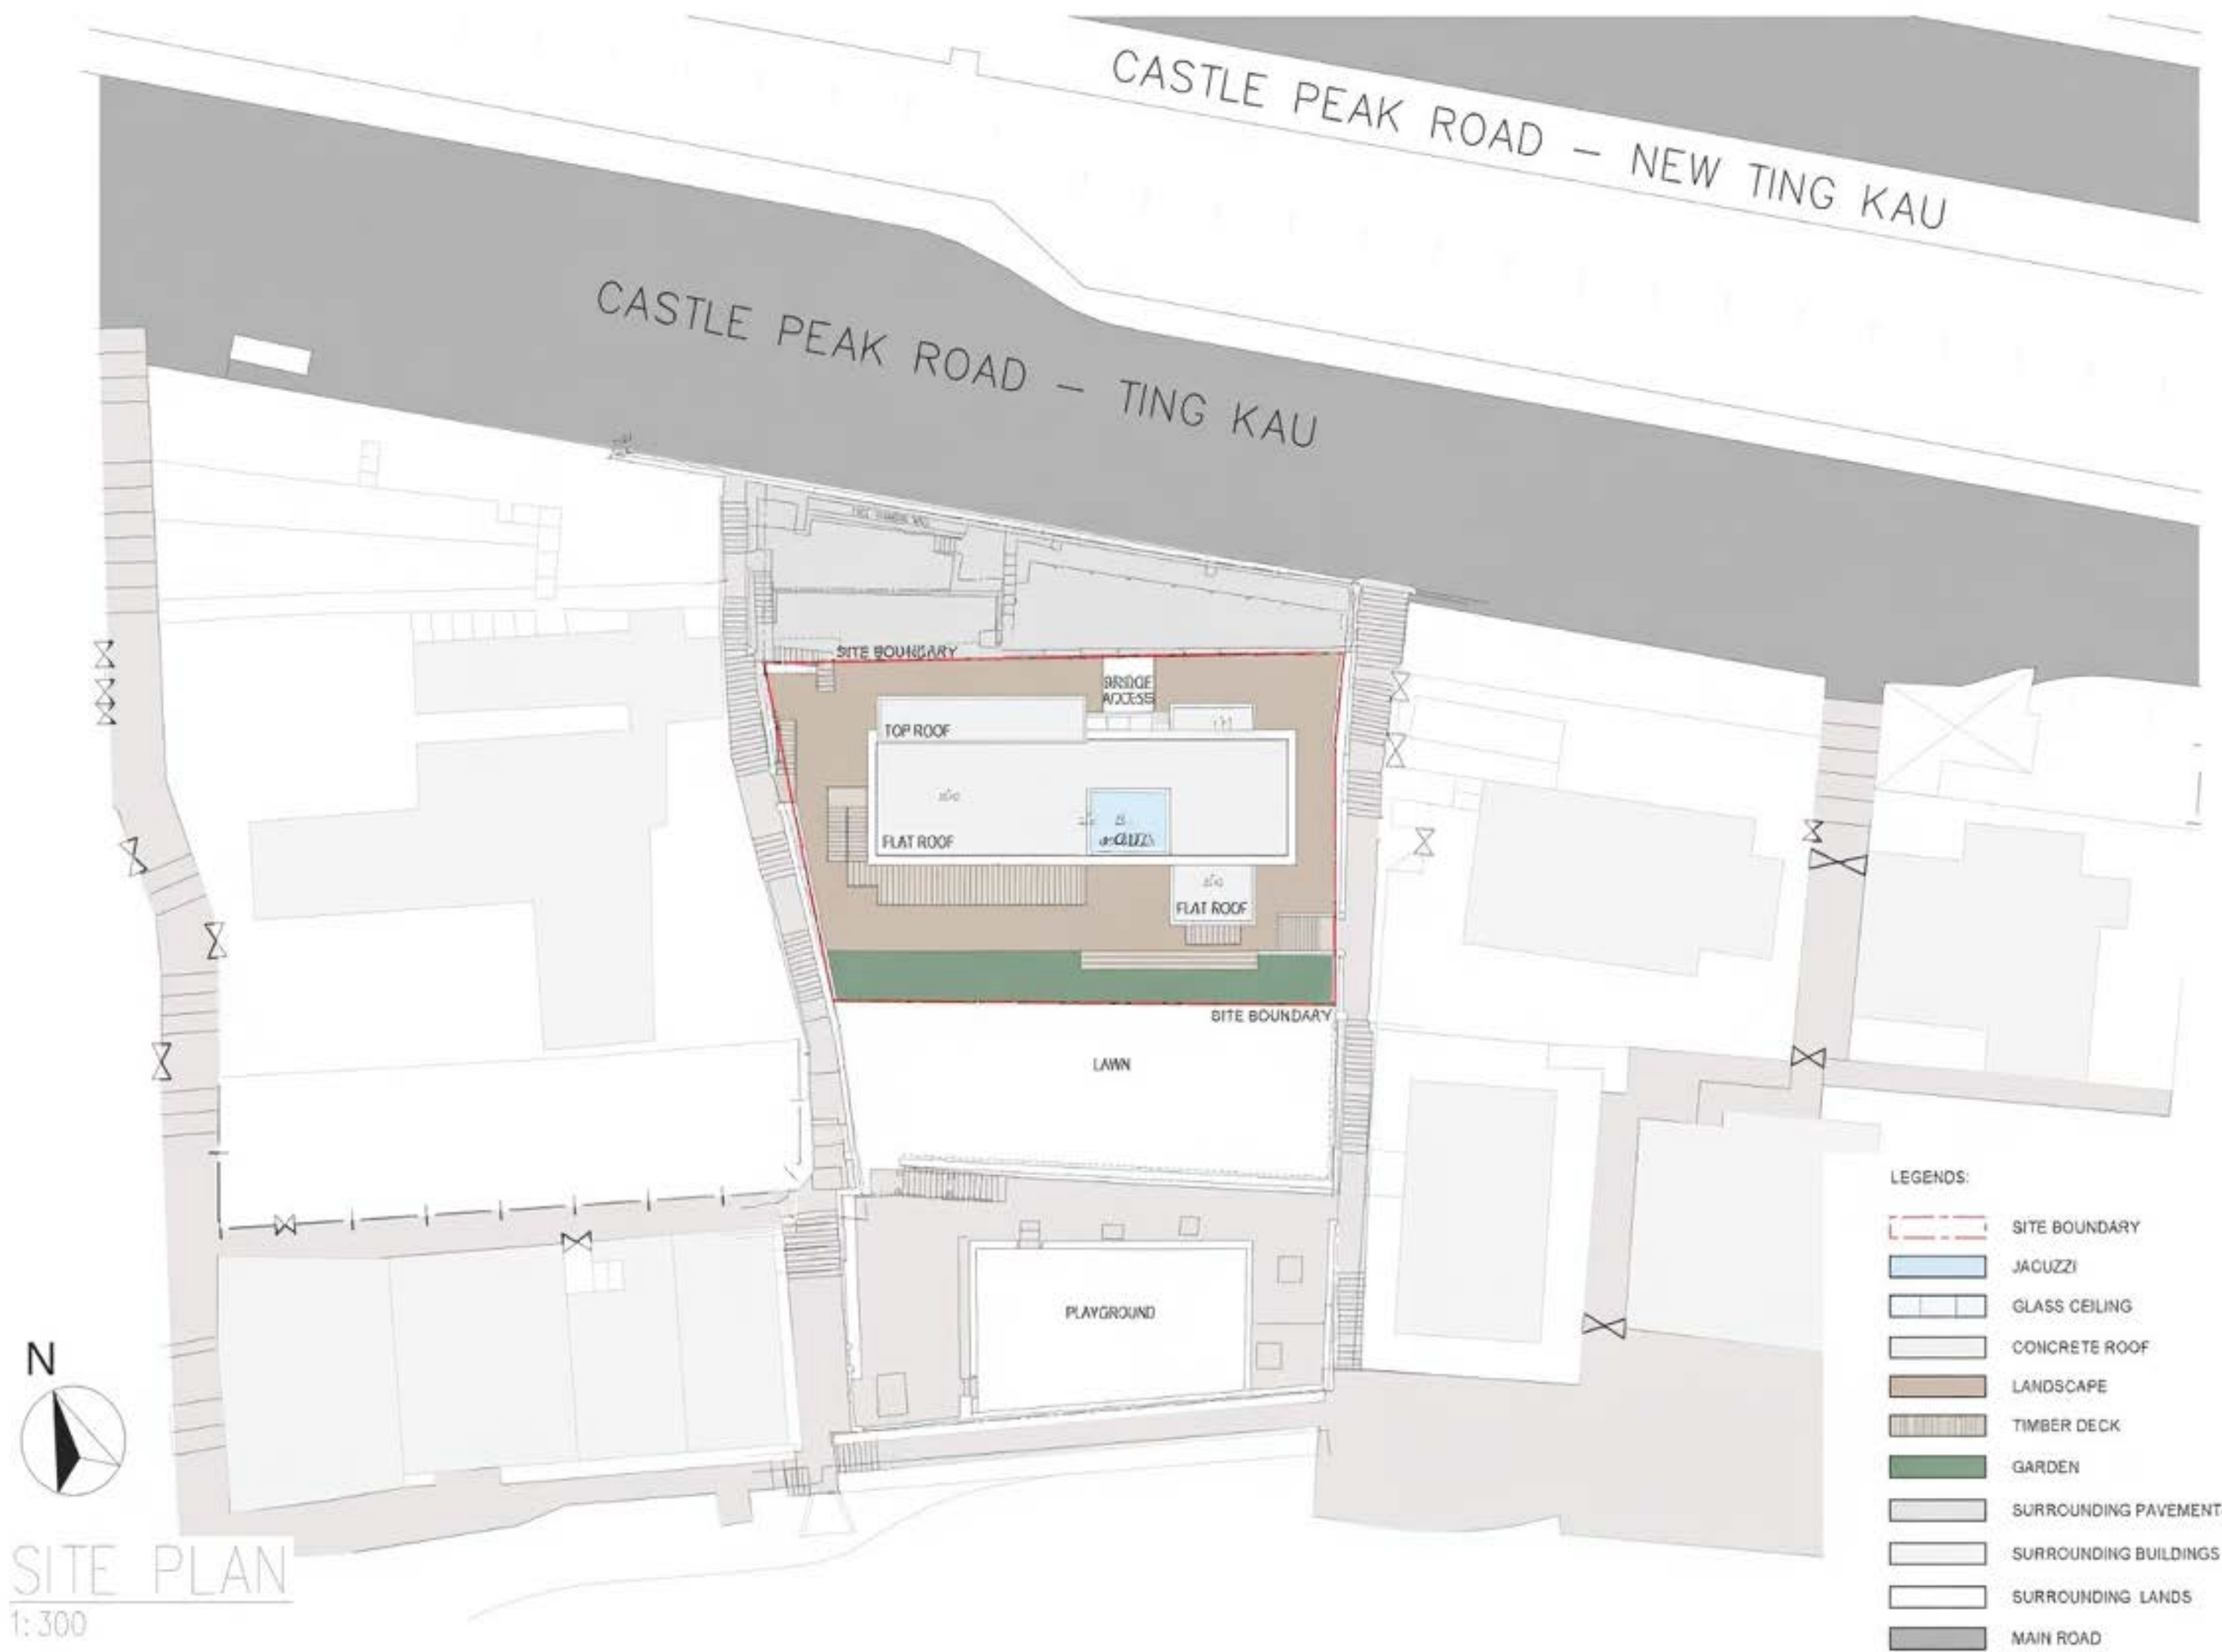 CASTLE PEAK ROAD – NEW TING KAU
CASTLE PEAK ROAD – TING KAU
SITE BOUNDARY
BRIDGE
ACCESS
TOP ROOF
FLAT ROOF
FLAT ROOF
SITE BOUNDARY
LAWN
PLAYGROUND
LEGENDS:
SITE BOUNDARY
JACUZZI
GLASS CEILING
CONCRETE ROOF
LANDSCAPE
TIMBER DECK
GARDEN
SURROUNDING PAVEMENT
SURROUNDING BUILDINGS
SURROUNDING LANDS
MAIN ROAD
N
SITE PLAN
1:300